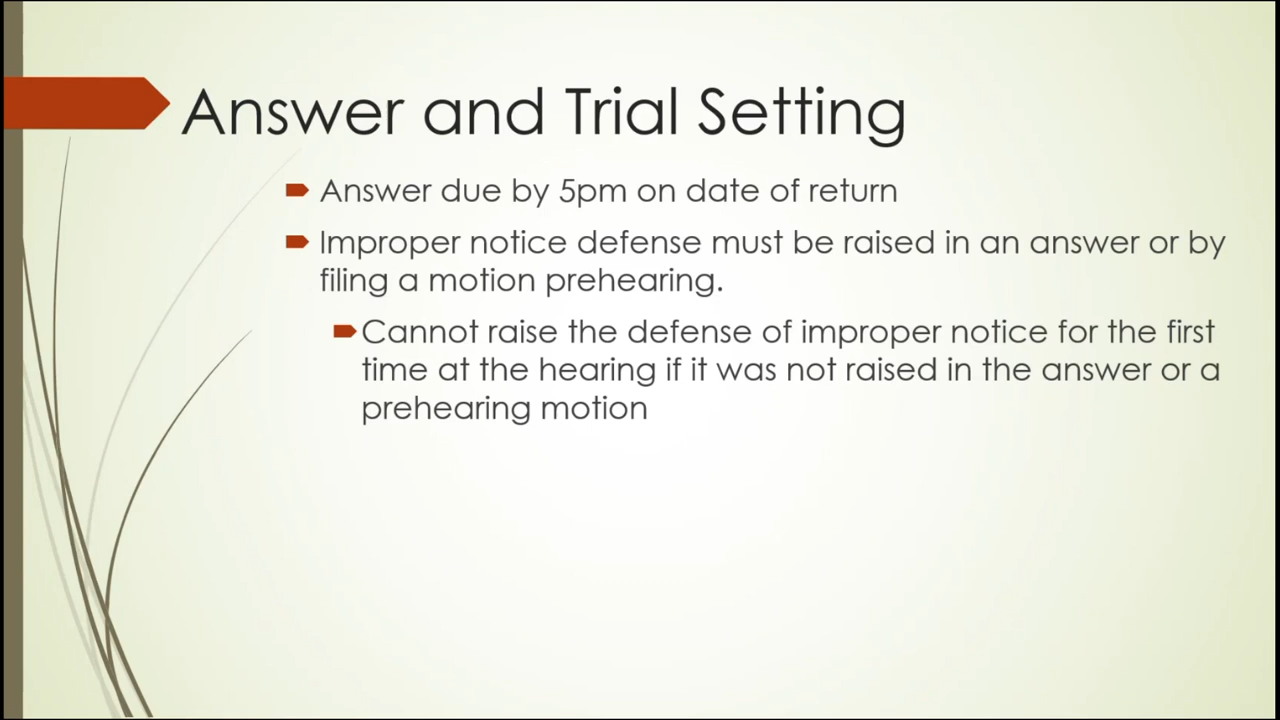 Answer and Trial Setting
Answer due by 5pm on date of return
Improper notice defense must be raised in an answer or by
filing a motion prehearing.
Cannot raise the defense of improper notice for the first
time at the hearing if it was not raised in the answer or a
prehearing motion